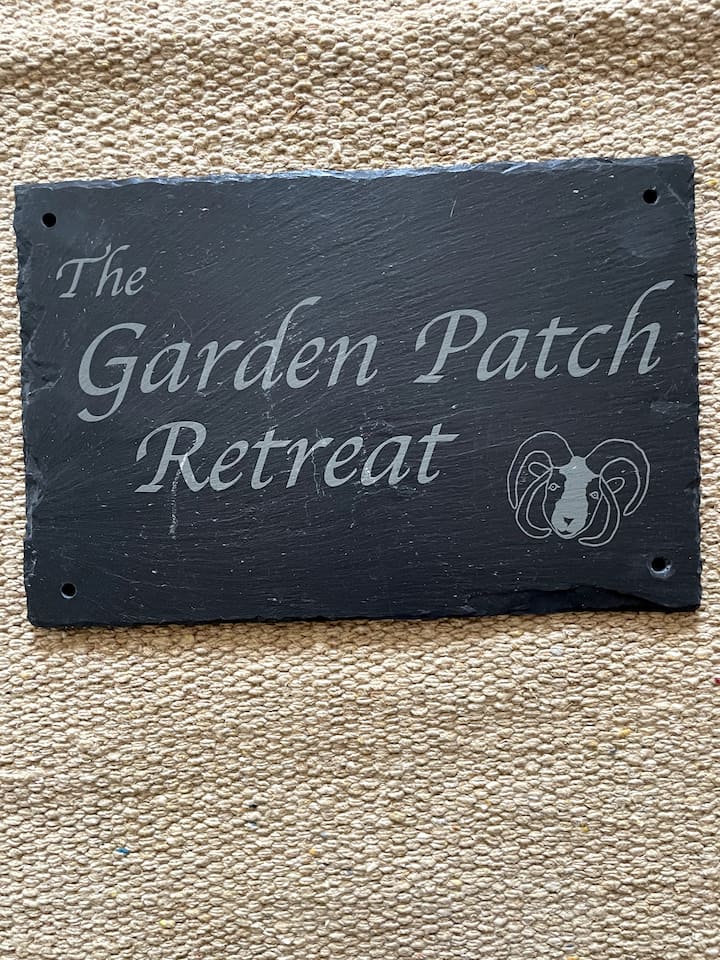 The
Garden Patch
Retreat